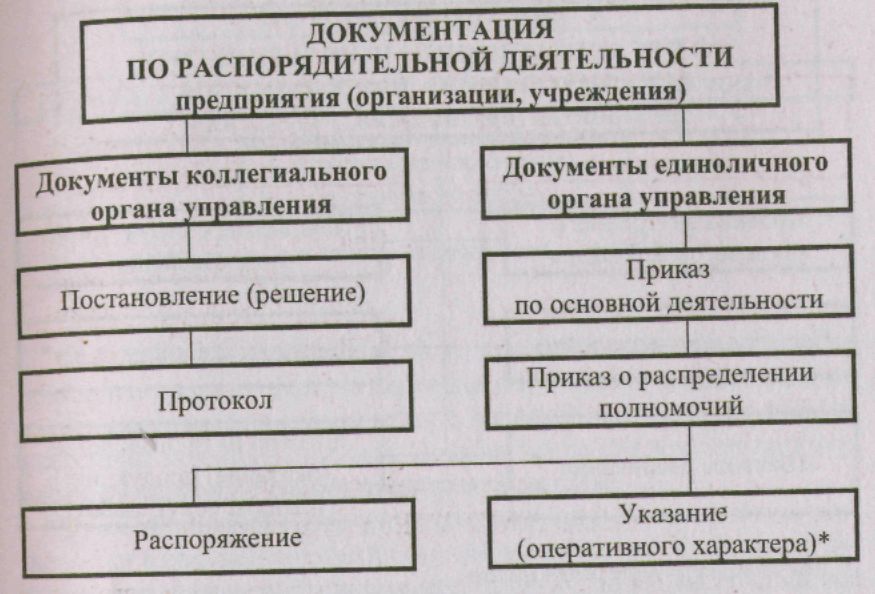 ДОКУМЕНТАЦИЯ
ПО РАСПОРЯДИТЕЛЬНОЙ ДЕЯТЕЛЬНОСТИ
предприятия (организации, учреждения)
Документы коллегиального
органа управления
Документы единоличного
органа управления
Постановление (решение)
Приказ
по основной деятельности
Протокол
Приказ о распределении
полномочий
Распоряжение
Указание
(оперативного характера)*